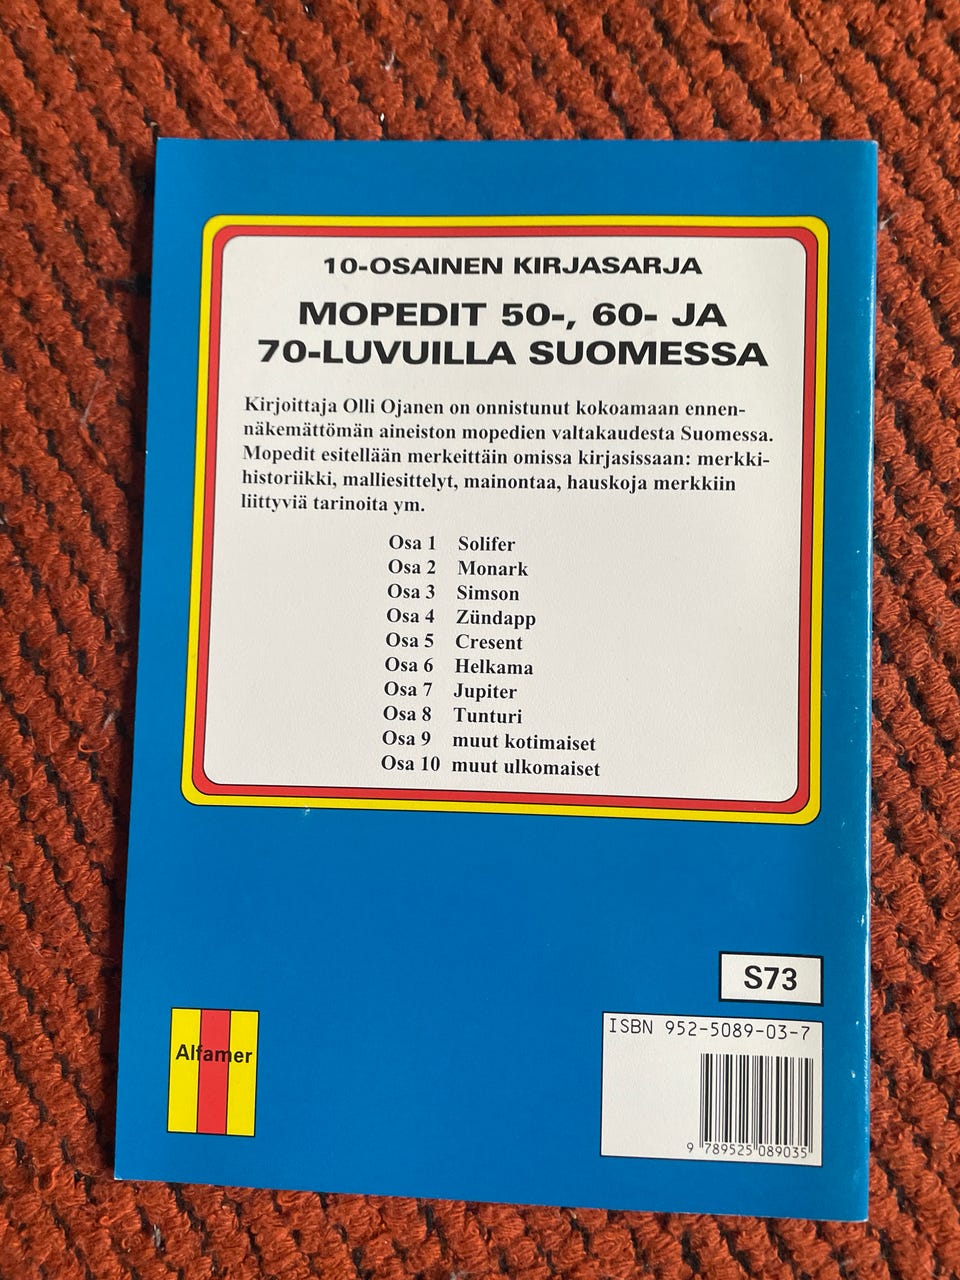 10-OSAINEN KIRJASARJA
MOPEDIT 50-, 60- JA
70-LUVUILLA SUOMESSA
Kirjoittaja Olli Ojanen on onnistunut kokoamaan ennen-
näkemättömän aineiston mopedien valtakaudesta Suomessa.
Mopedit esitellään merkeittäin omissa kirjasissaan: merkki-
historiikki, malliesittelyt, mainontaa, hauskoja merkkiin
liittyviä tarinoita ym.
Osa 1 Solifer
Osa 2 Monark
Osa 3 Simson
Osa 4 Zündapp
Osa 5 Cresent
Osa 6 Helkama
Osa 7 Jupiter
Osa 8 Tunturi
Osa 9 muut kotimaiset
Osa 10 muut ulkomaiset
S73
ISBN 952-5089-03-7
9 789525 089035
Alfamer